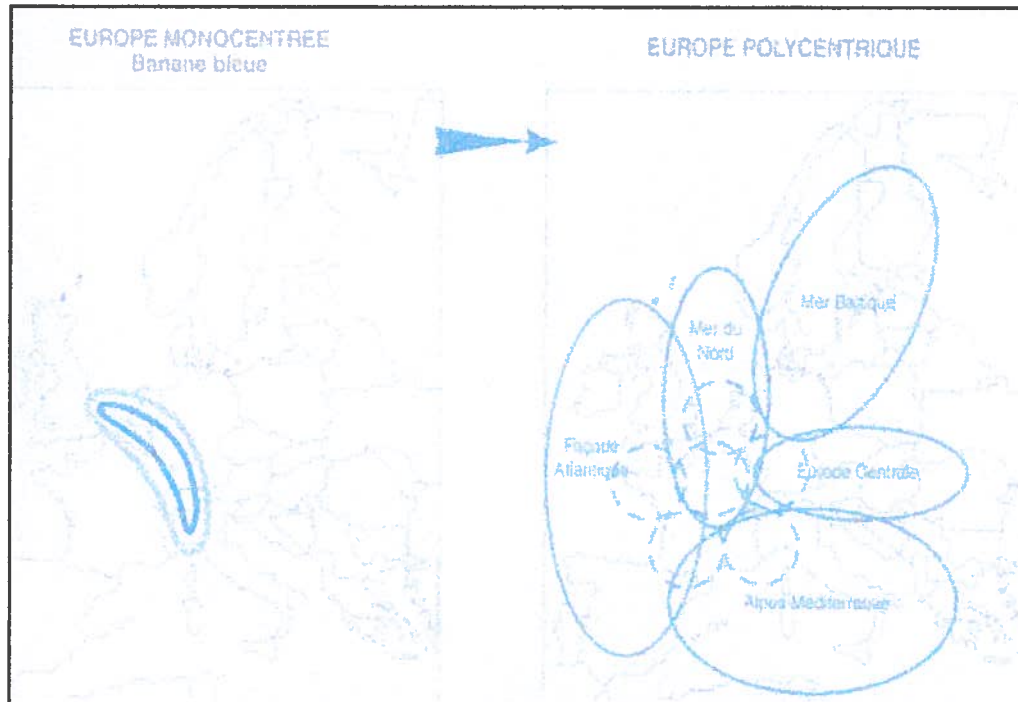 EUROPE MONOCENTREE
Banane bleue
EUROPE POLYCENTRIQUE
Mer Baltique
Mer du
Nord
Façade
Atlantique
Europe Centrale
Alpes Méditerranée